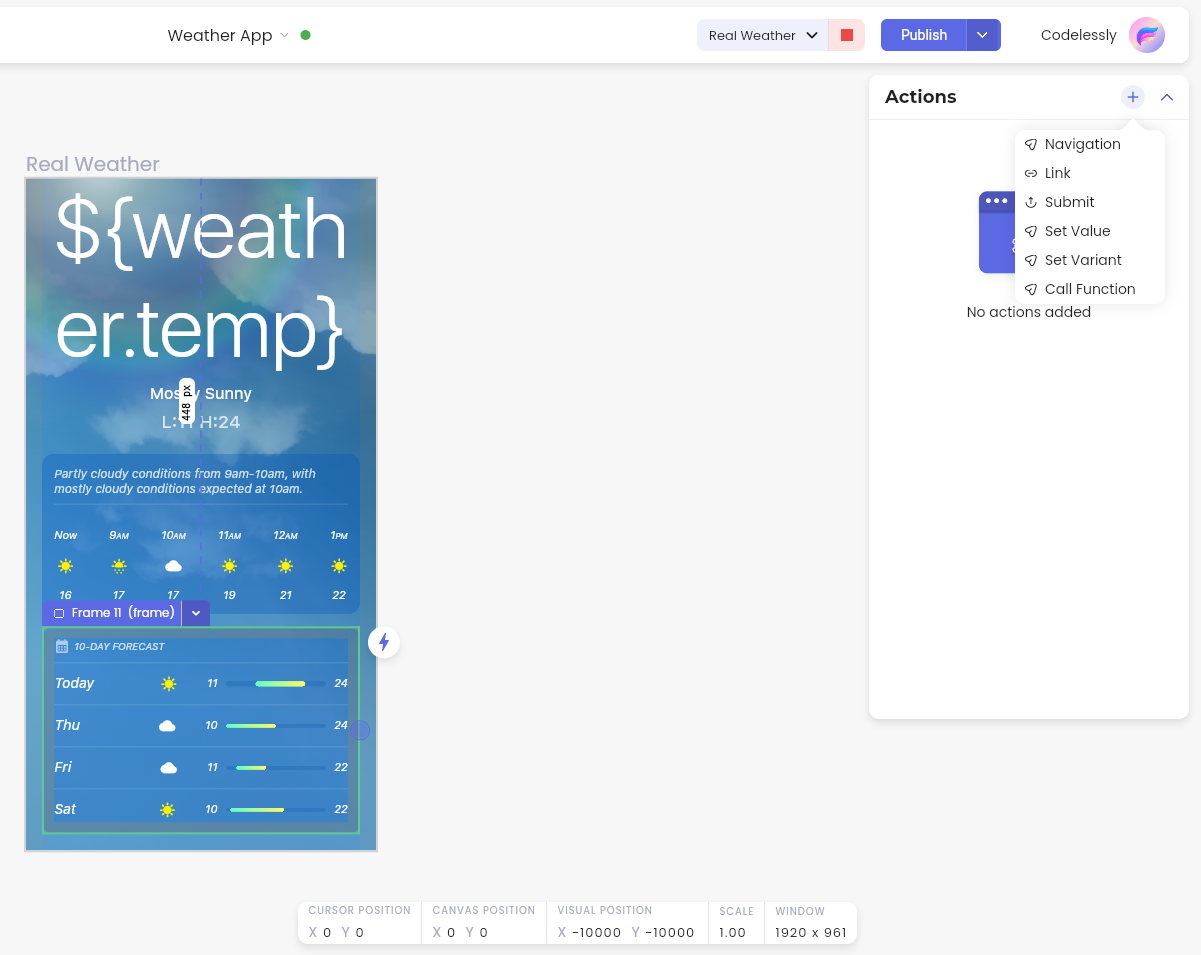 Weather App
Real Weather
Publish
Codelessly
Actions
Navigation
Link
Submit
Set Value
Set Variant
Call Function
No actions added
Real Weather
${weath
er.temp}
Mostly Sunny
448 px
L:11 H:24
Partly cloudy conditions from 9am-10am, with
mostly cloudy conditions expected at 10am.
Now 9AM 10AM 11AM 12AM 1PM
16 17 17 19 21 22
Frame 11 (frame)
10-DAY FORECAST
Today 11 24
Thu 10 24
Fri 11 22
Sat 10 22
CURSOR POSITION CANVAS POSITION VISUAL POSITION SCALE WINDOW
X 0 Y 0 X 0 Y 0 X -10000 Y -10000 1.00 1920 x 961